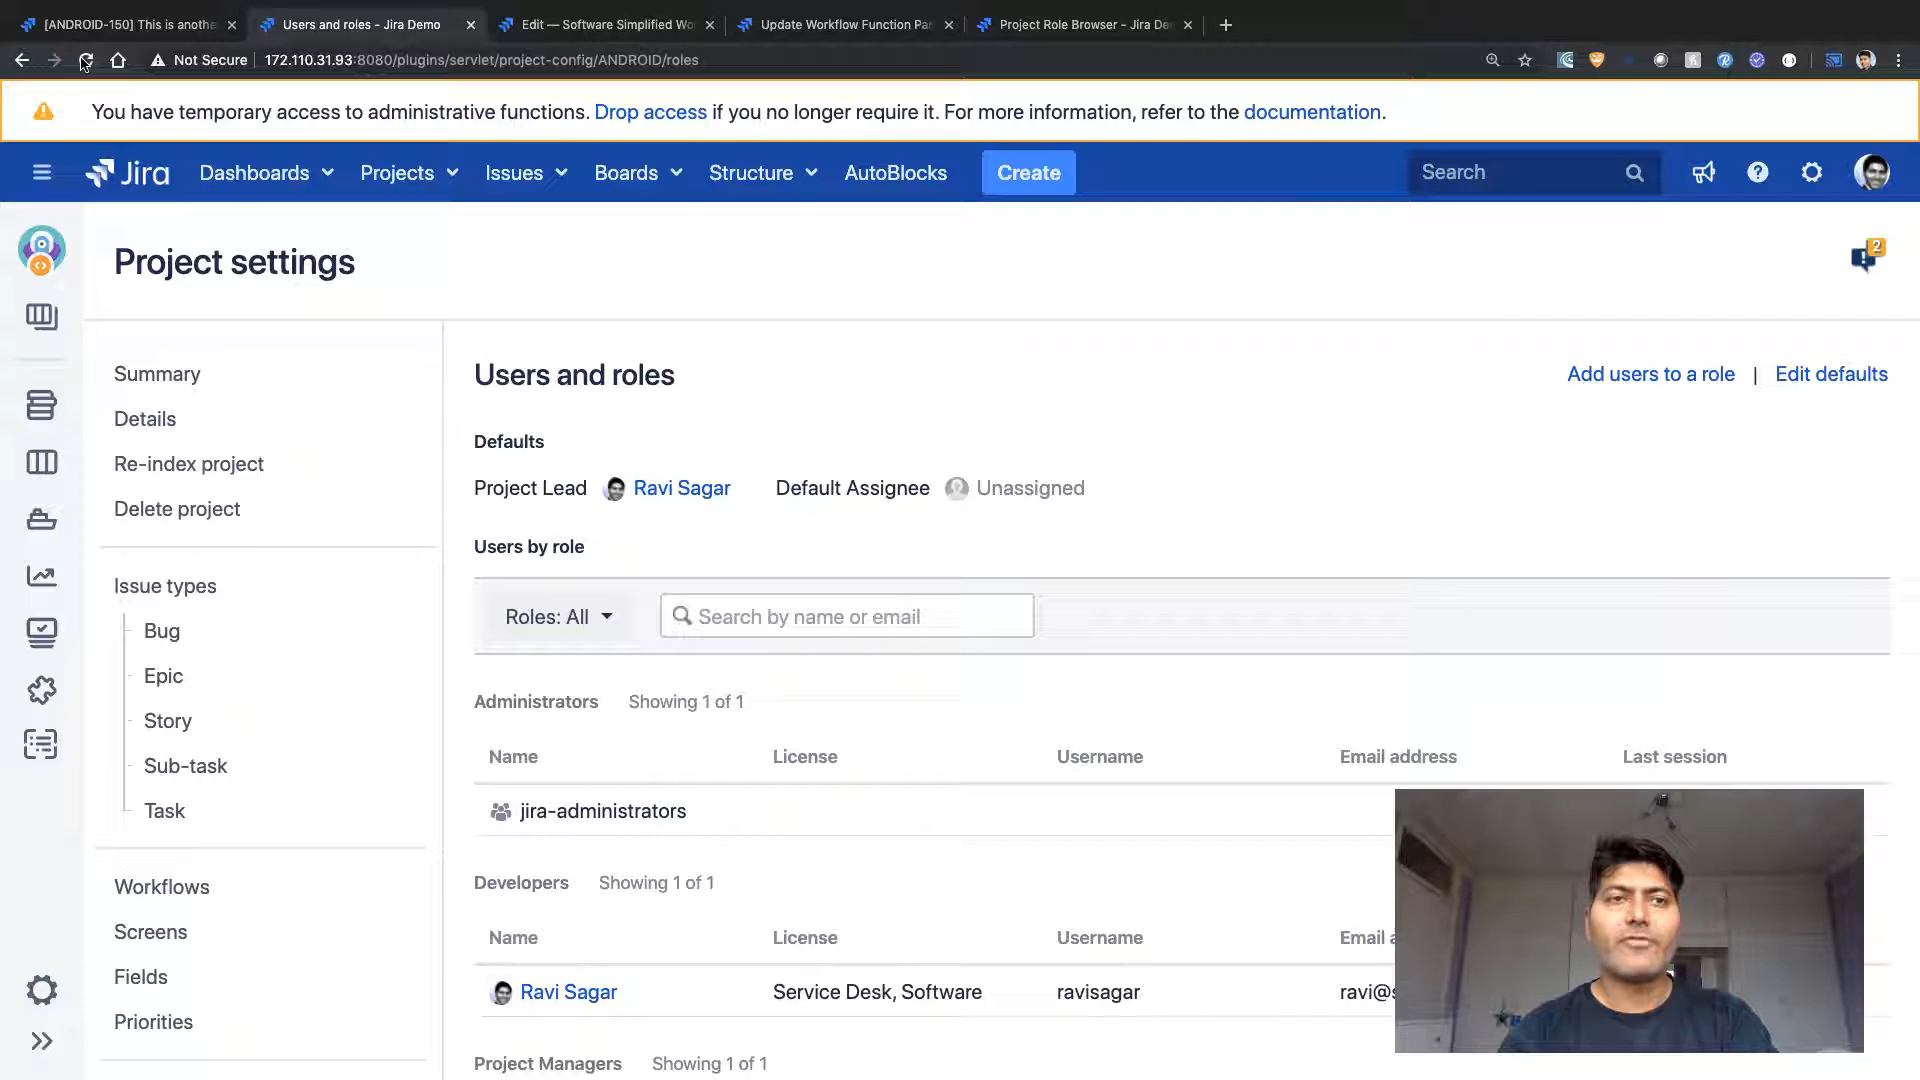 [ANDROID-150] This is anothe
Users and roles - Jira Demo
Edit — Software Simplified Wo
Update Workflow Function Par
Project Role Browser - Jira De
Not Secure
172.110.31.93:8080/plugins/servlet/project-config/ANDROID/roles
You have temporary access to administrative functions. Drop access if you no longer require it. For more information, refer to the documentation.
Jira
Dashboards
Projects
Issues
Boards
Structure
AutoBlocks
Create
Search
Project settings
2
Summary
Details
Re-index project
Delete project
Issue types
Bug
Epic
Story
Sub-task
Task
Workflows
Screens
Fields
Priorities
Users and roles
Add users to a role | Edit defaults
Defaults
Project Lead Ravi Sagar Default Assignee Unassigned
Users by role
Roles: All
Search by name or email
Administrators Showing 1 of 1
Name License Username Email address Last session
jira-administrators
Developers Showing 1 of 1
Name License Username Email a
Ravi Sagar Service Desk, Software ravisagar ravi@s
Project Managers Showing 1 of 1